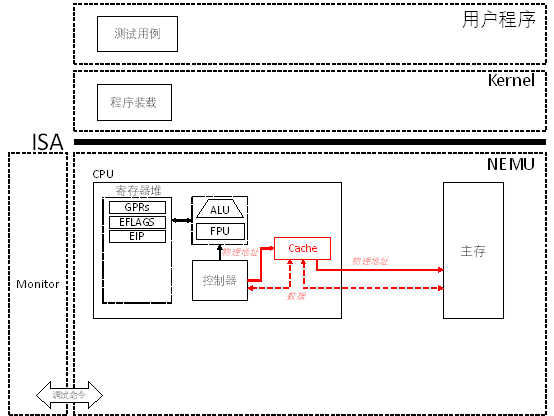 用户程序
测试用例
Kernel
程序装载
ISA
NEMU
CPU
寄存器堆
GPRs
EFLAGS
EIP
ALU
FPU
物理地址
Cache
物理地址
主存
控制器
数据
Monitor
调试命令